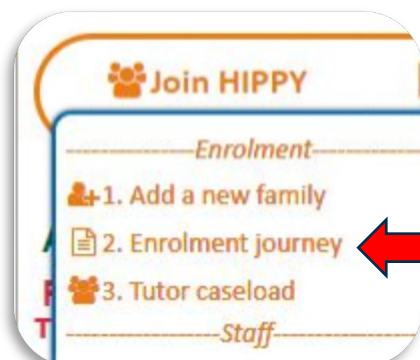 Join HIPPY
Enrolment
1. Add a new family
2. Enrolment journey
3. Tutor caseload
Staff